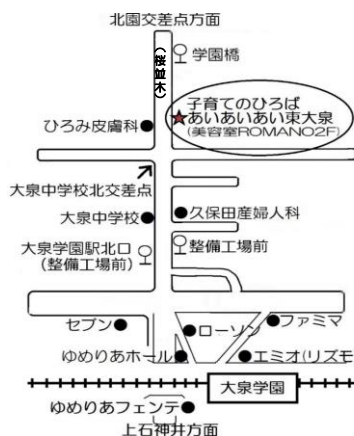 北園交差点方面
(桜並木)
学園橋
子育てのひろば
あいあいあい東大泉
(美容室ROMANO2F)
ひろみ皮膚科
大泉中学校北交差点
大泉中学校
久保田産婦人科
大泉学園駅北口
(整備工場前)
整備工場前
セブン
ローソン
ファミマ
ゆめりあホール
エミオ(リズモ
大泉学園
ゆめりあフェンテ
上石神井方面